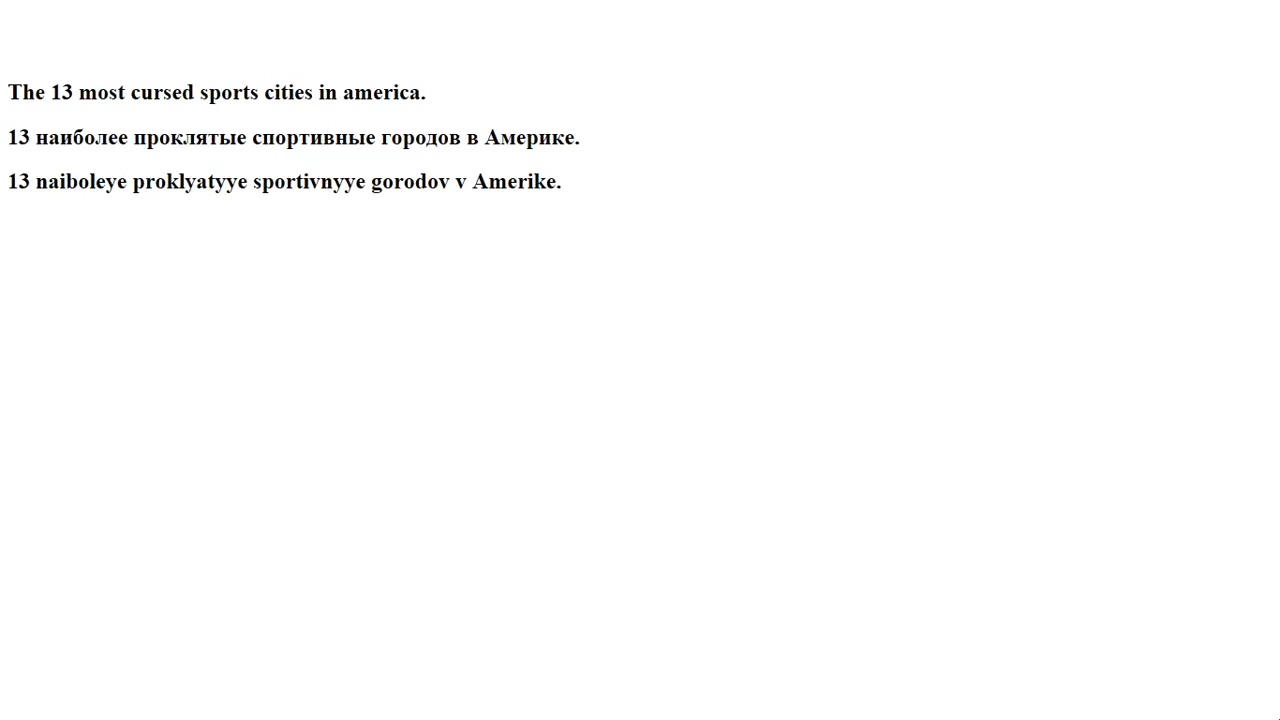 The 13 most cursed sports cities in america.
13 наиболее проклятые спортивные городов в Америке.
13 naiboleye proklyatyye sportivnyye gorodov v Amerike.